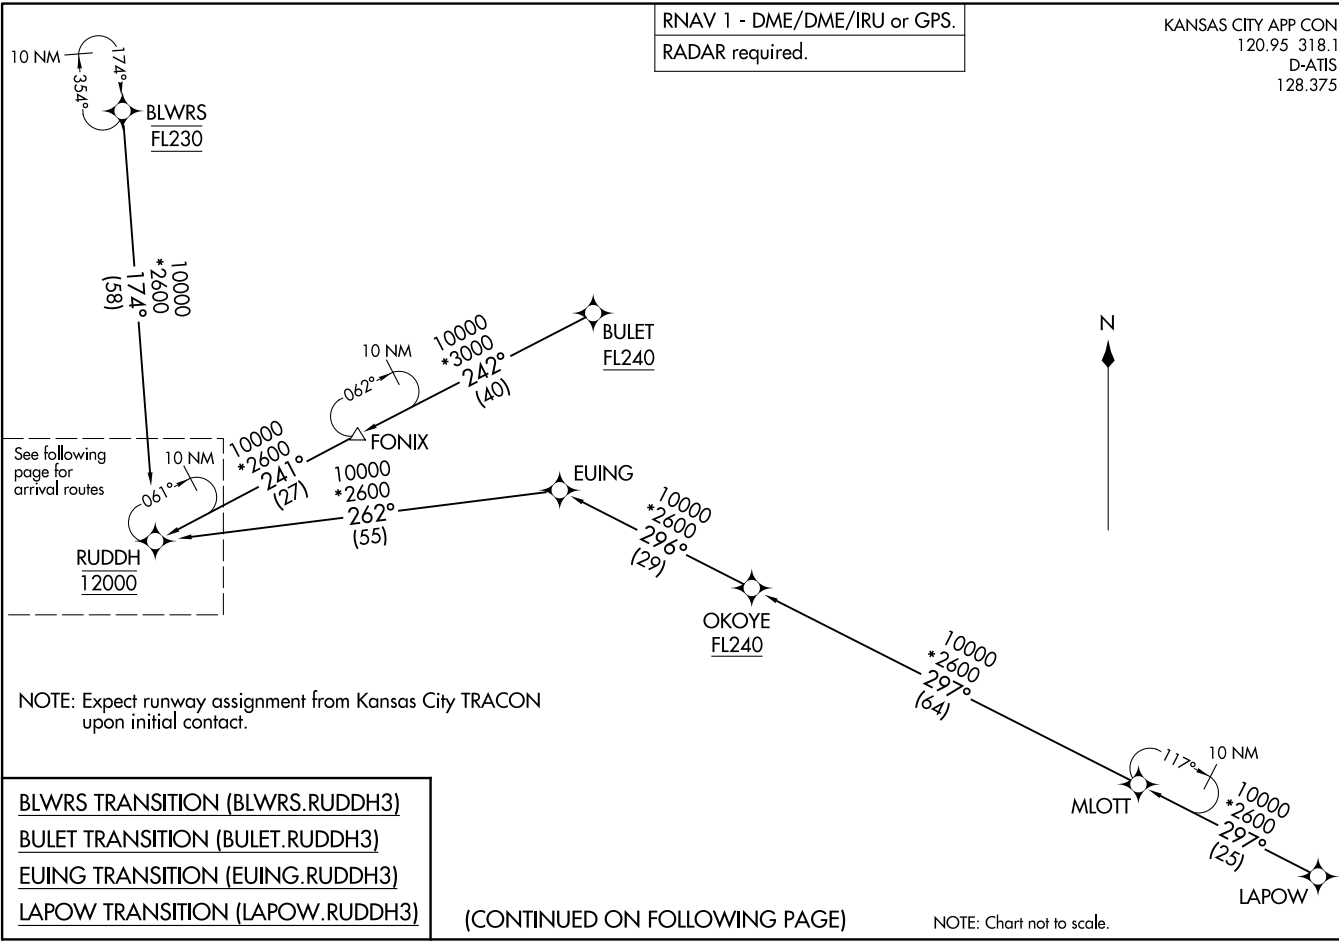 RNAV 1 - DME/DME/IRU or GPS.
RADAR required.
KANSAS CITY APP CON
120.95 318.1
D-ATIS
128.375
10 NM
174°
354°
BLWRS
FL230
10000
*2600
174°
(58)
BULET
FL240
10000
*3000
242°
(40)
10 NM
062°
FONIX
N
See following
page for
arrival routes
10 NM
061°
10000
*2600
241°
(27)
10000
*2600
262°
(55)
EUING
RUDDH
12000
10000
*2600
296°
(29)
OKOYE
FL240
10000
*2600
297°
(64)
NOTE: Expect runway assignment from Kansas City TRACON
upon initial contact.
117°
10 NM
MLOTT
10000
*2600
297°
(25)
LAPOW
BLWRS TRANSITION (BLWRS.RUDDH3)
BULET TRANSITION (BULET.RUDDH3)
EUING TRANSITION (EUING.RUDDH3)
LAPOW TRANSITION (LAPOW.RUDDH3)
(CONTINUED ON FOLLOWING PAGE)
NOTE: Chart not to scale.